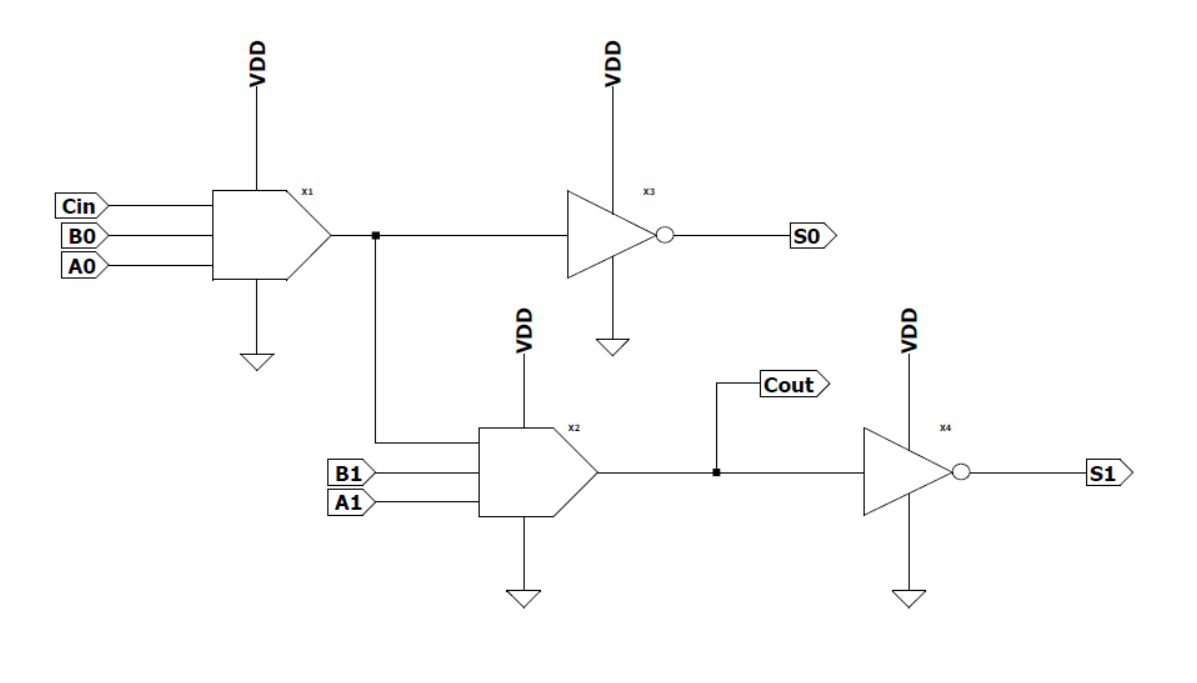 VDD
VDD
X1
X3
Cin
B0
S0
A0
VDD
VDD
Cout
X2
X4
B1
S1
A1